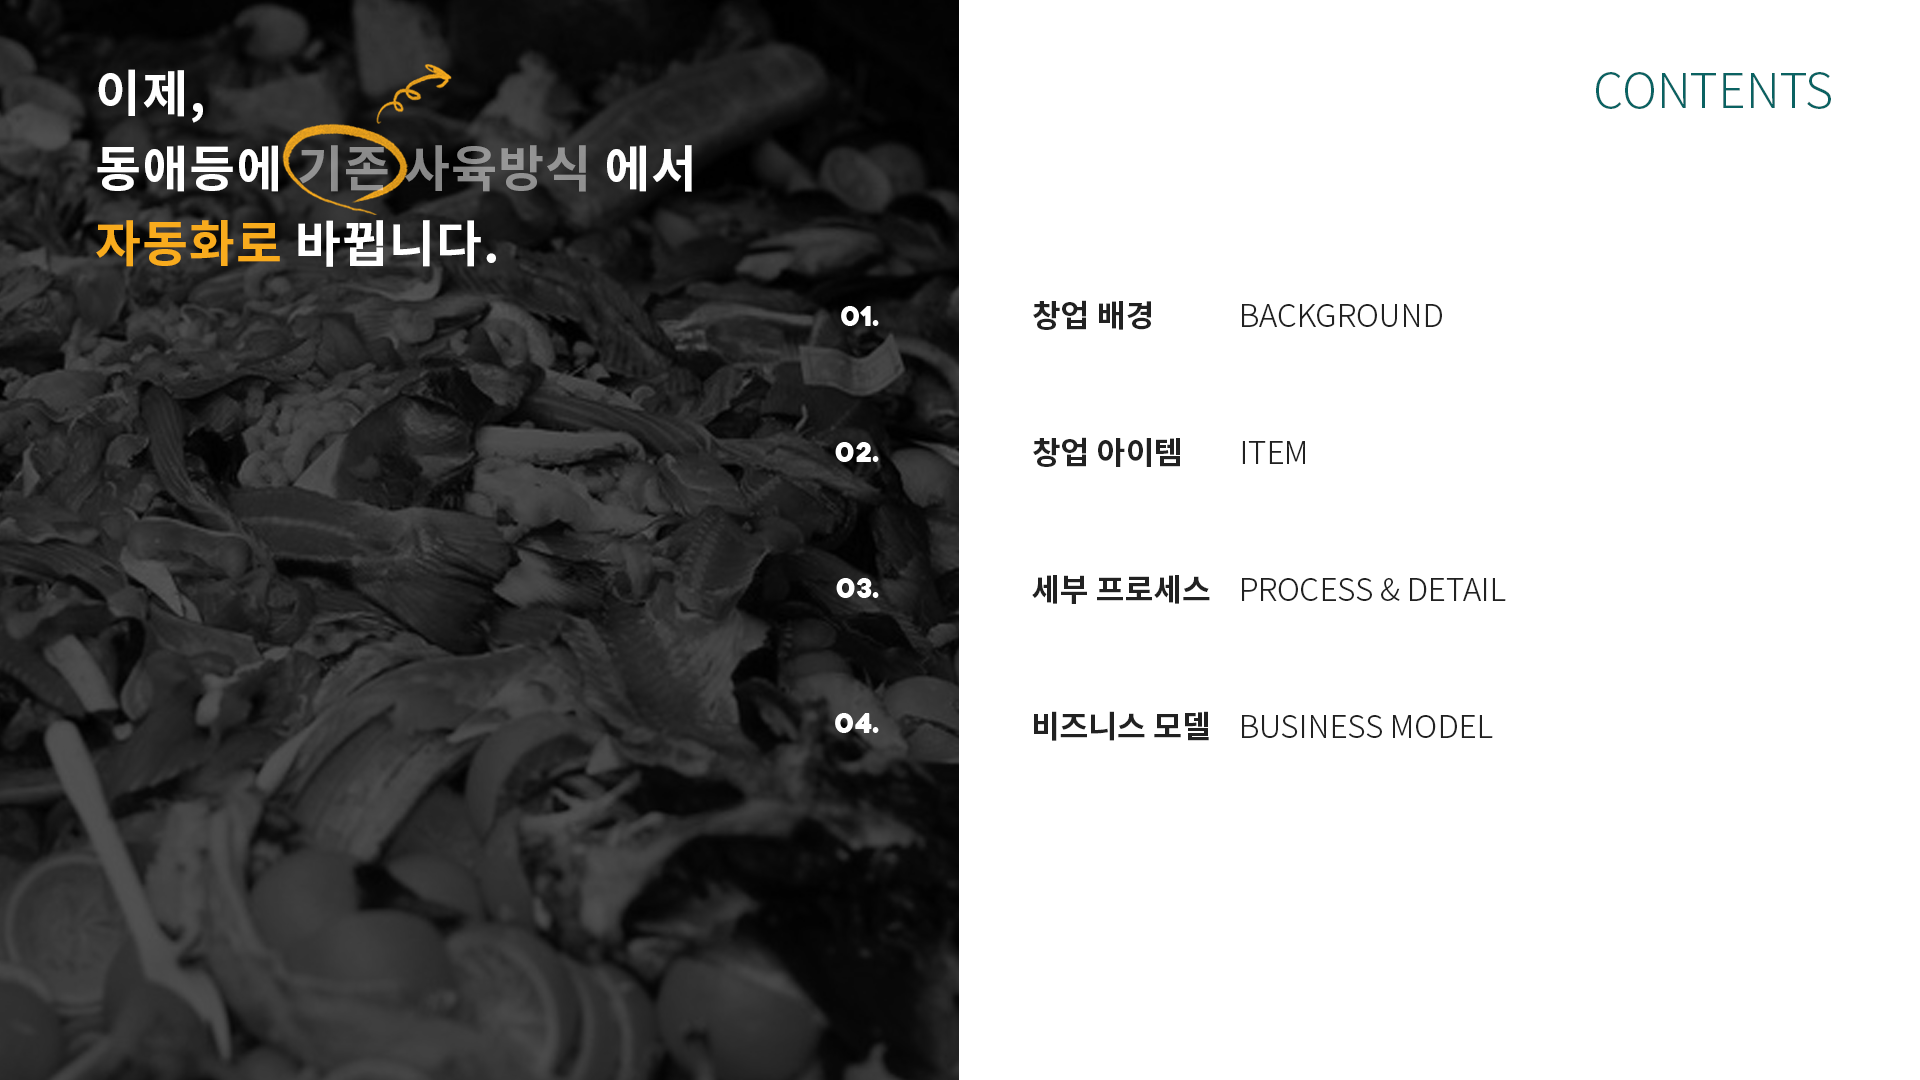 이제,
동애등에 기존 사육방식 에서
자동화로 바뀝니다.
CONTENTS
01. 창업 배경 BACKGROUND
02. 창업 아이템 ITEM
03. 세부 프로세스 PROCESS & DETAIL
04. 비즈니스 모델 BUSINESS MODEL